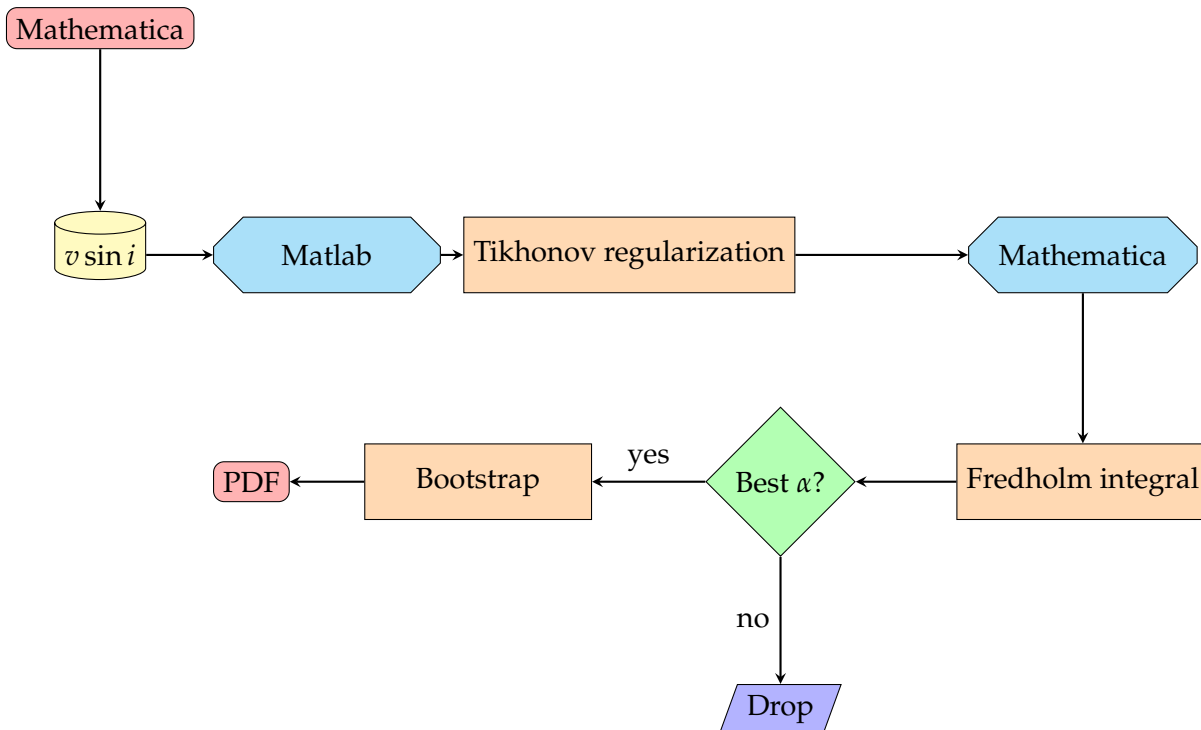 Mathematica
v sin i
Matlab
Tikhonov regularization
Mathematica
yes
PDF
Bootstrap
Best α?
Fredholm integral
no
Drop